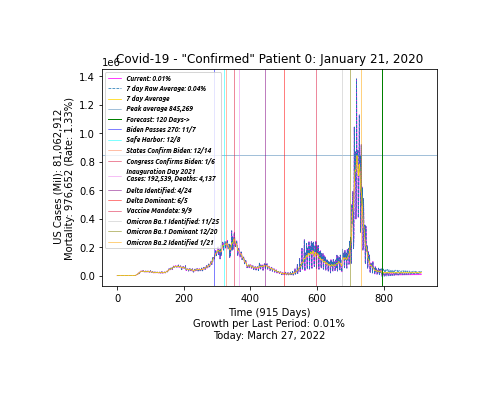 Covid-19 - "Confirmed" Patient 0: January 21, 2020
1e6
1.4
1.2
1.0
0.8
0.6
0.4
0.2
0.0
US Cases (Mil): 81,062,912
Mortality: 976,652 (Rate: 1.33%)
Current: 0.01%
7 day Raw Average: 0.04%
7 day Average
Peak average 845,269
Forecast: 120 Days->
Biden Passes 270: 11/7
Safe Harbor: 12/8
States Confirm Biden: 12/14
Congress Confirms Biden: 1/6
Inauguration Day 2021
Cases: 192,539, Deaths: 4,137
Delta Identified: 4/24
Delta Dominant: 6/5
Vaccine Mandate: 9/9
Omicron Ba.1 Identified: 11/25
Omicron Ba.1 Dominant 12/20
Omicron Ba.2 Identified 1/21
0 200 400 600 800
Time (915 Days)
Growth per Last Period: 0.01%
Today: March 27, 2022